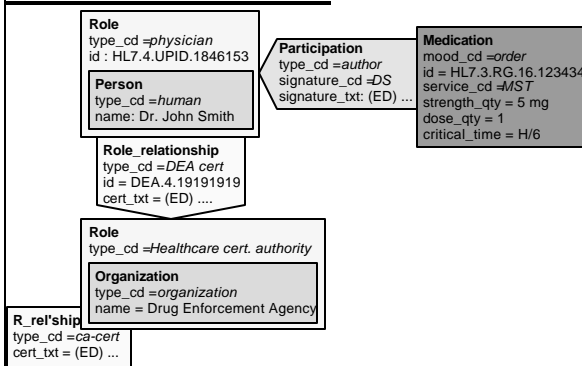 Role
type_cd =physician
id : HL7.4.UPID.1846153
Person
type_cd =human
name: Dr. John Smith
Participation
type_cd =author
signature_cd =DS
signature_txt: (ED) ...
Medication
mood_cd =order
id = HL7.3.RG.16.123434
service_cd =MST
strength_qty = 5 mg
dose_qty = 1
critical_time = H/6
Role_relationship
type_cd =DEA cert
id = DEA.4.19191919
cert_txt = (ED) ....
Role
type_cd =Healthcare cert. authority
Organization
type_cd =organization
name = Drug Enforcement Agency
R_rel'ship
type_cd =ca-cert
cert_txt = (ED) ...